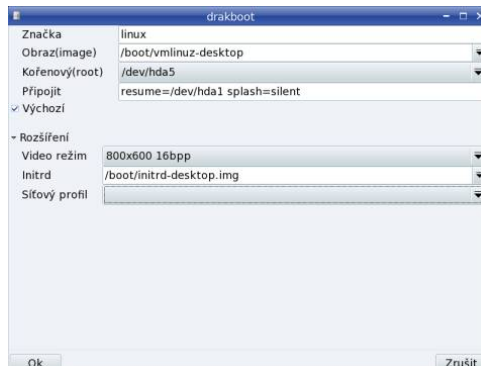 drakboot
Značka linux
Obraz(image) /boot/vmlinuz-desktop
Kořenový(root) /dev/hda5
Připojit resume=/dev/hda1 splash=silent
Výchozí
Rozšíření
Video režim 800x600 16bpp
Initrd /boot/initrd-desktop.img
Síťový profil
Ok Zrušit